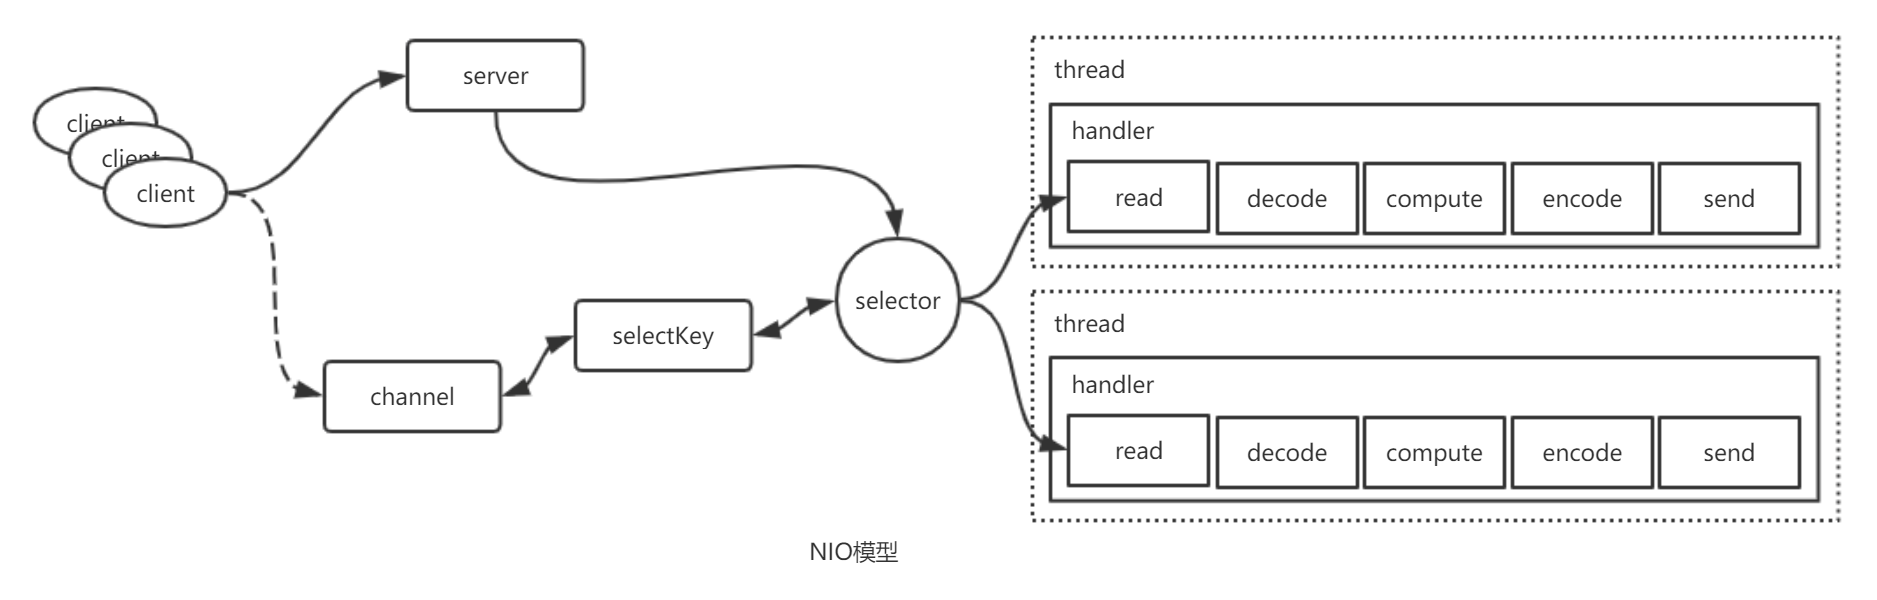 client
client
client
server
channel
selectKey
selector
thread
handler
read decode compute encode send
thread
handler
read decode compute encode send
NIO模型